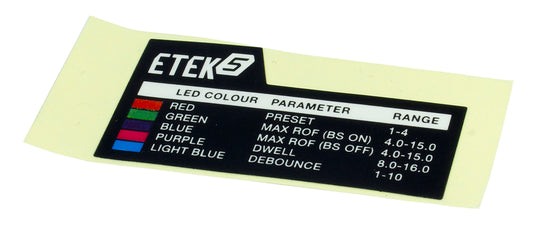 ETEK5
LED COLOUR PARAMETER RANGE
RED PRESET 1-4
GREEN MAX ROF (BS ON) 4.0-15.0
BLUE MAX ROF (BS OFF) 4.0-15.0
PURPLE DWELL 8.0-16.0
LIGHT BLUE DEBOUNCE 1-10